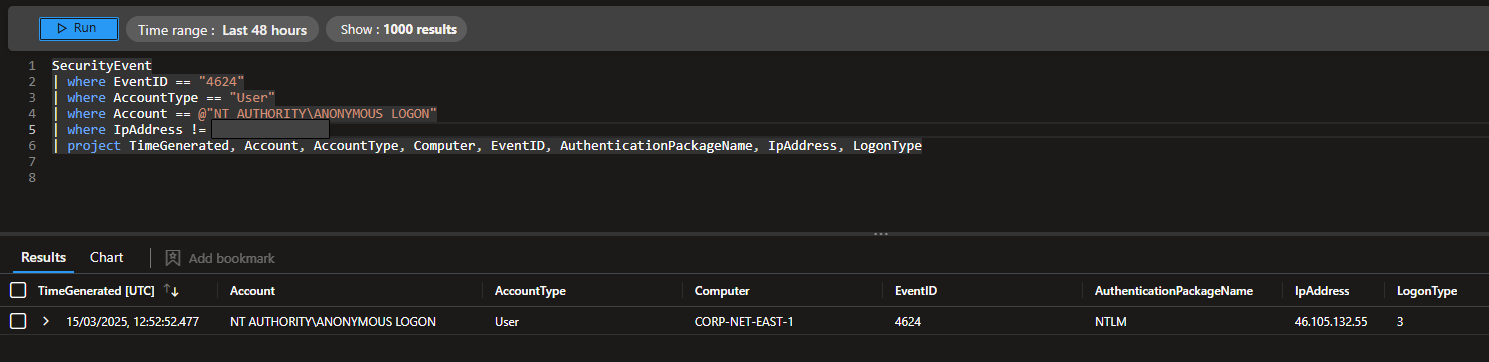 Run Time range : Last 48 hours Show : 1000 results
1 SecurityEvent
2 | where EventID == "4624"
3 | where AccountType == "User"
4 | where Account == @"NT AUTHORITY\ANONYMOUS LOGON"
5 | where IpAddress !=
6 | project TimeGenerated, Account, AccountType, Computer, EventID, AuthenticationPackageName, IpAddress, LogonType
7
8
Results Chart Add bookmark
TimeGenerated [UTC] Account AccountType Computer EventID AuthenticationPackageName IpAddress LogonType
15/03/2025, 12:52:52.477 NT AUTHORITY\ANONYMOUS LOGON User CORP-NET-EAST-1 4624 NTLM 46.105.132.55 3